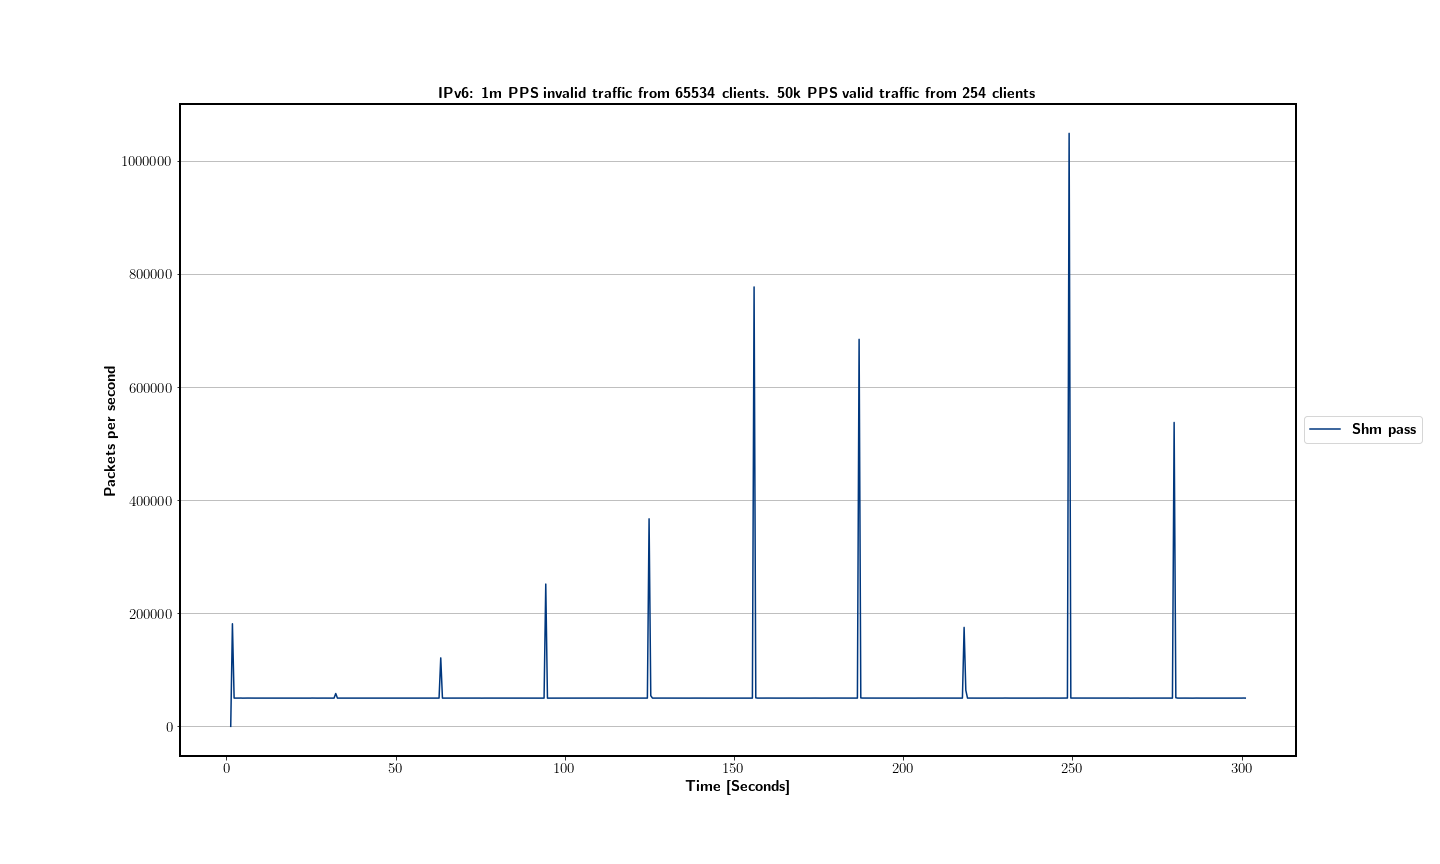 IPv6: 1m PPS invalid traffic from 65534 clients. 50k PPS valid traffic from 254 clients
1000000
800000
600000
400000
200000
0
Packets per second
Shm pass
0 50 100 150 200 250 300
Time [Seconds]